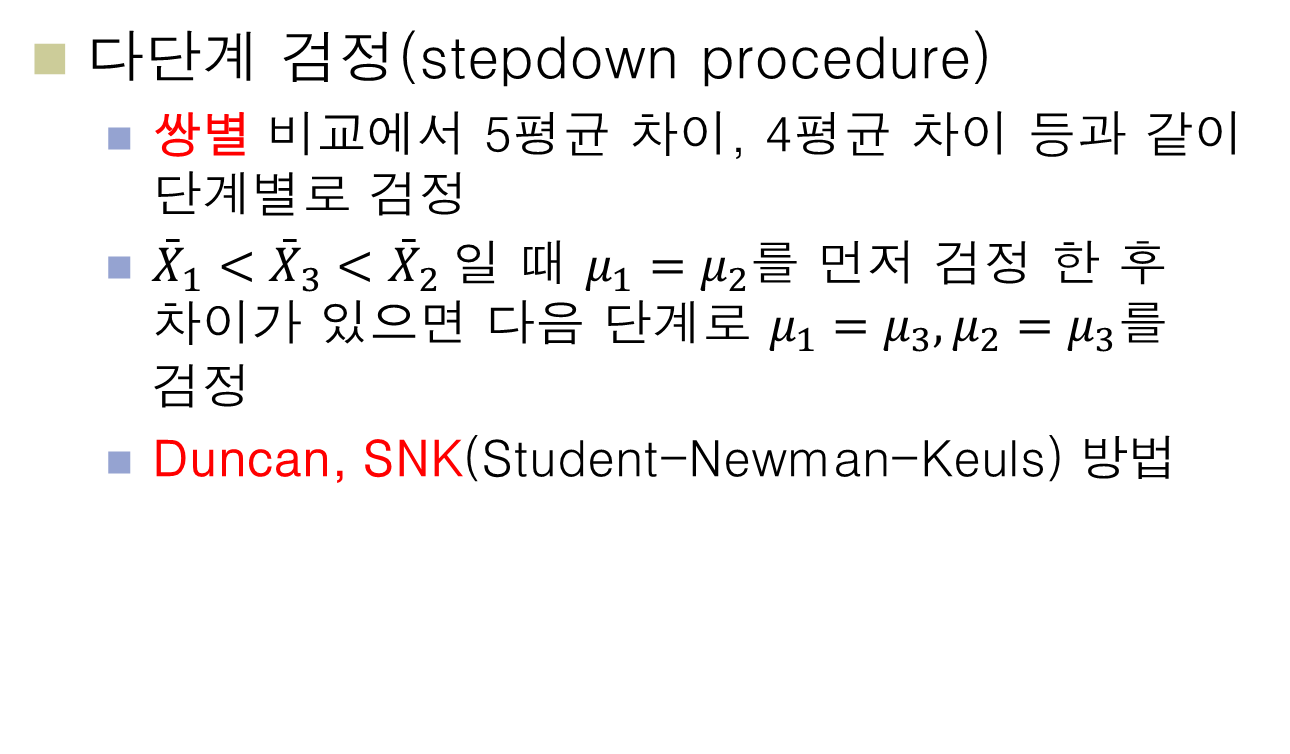 다단계 검정(stepdown procedure)
쌍별 비교에서 5평균 차이, 4평균 차이 등과 같이
단계별로 검정
X̄₁ < X̄₃ < X̄₂ 일 때 μ₁ = μ₂를 먼저 검정 한 후
차이가 있으면 다음 단계로 μ₁ = μ₃, μ₂ = μ₃를
검정
Duncan, SNK(Student-Newman-Keuls) 방법